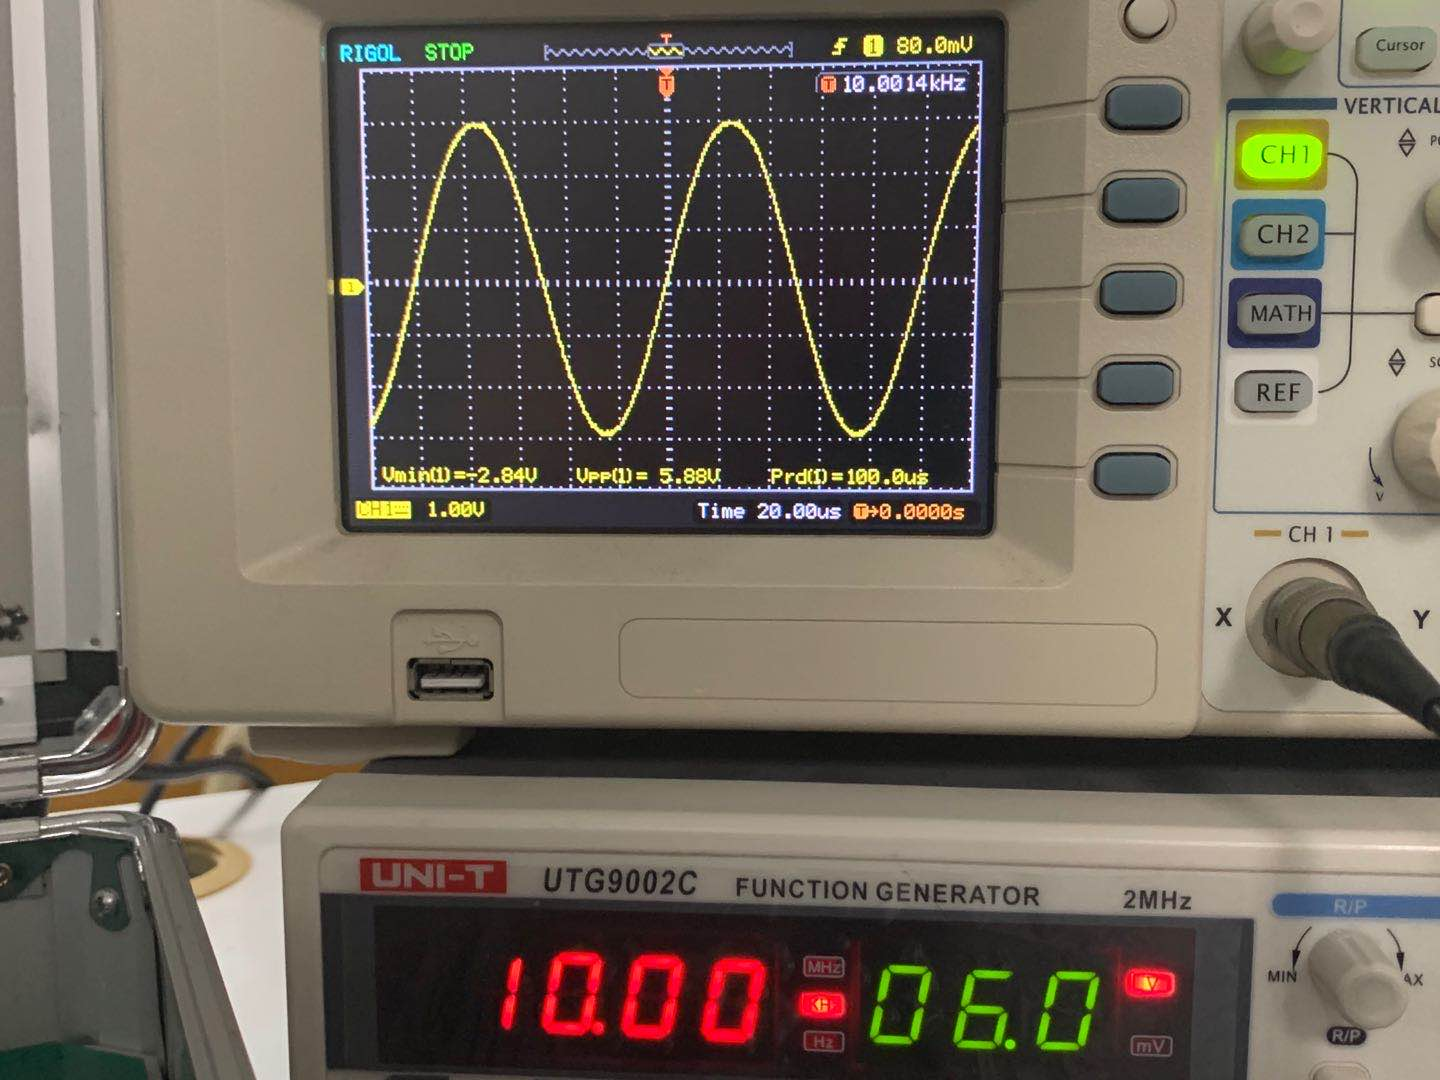 RIGOL STOP T 1 80.0mV
T 10.0014kHz
1
Vmin(1)=-2.84V Vpp(1)= 5.88V Prd(1)=100.0us
CH1 1.00V Time 20.00us T→0.0000s
Cursor
VERTICAL
CH1
CH2
MATH
REF
CH 1
X Y
UNI-T UTG9002C FUNCTION GENERATOR 2MHz
10.00 MHz 06.0 V
Hz mV
R/P
MIN
R/P